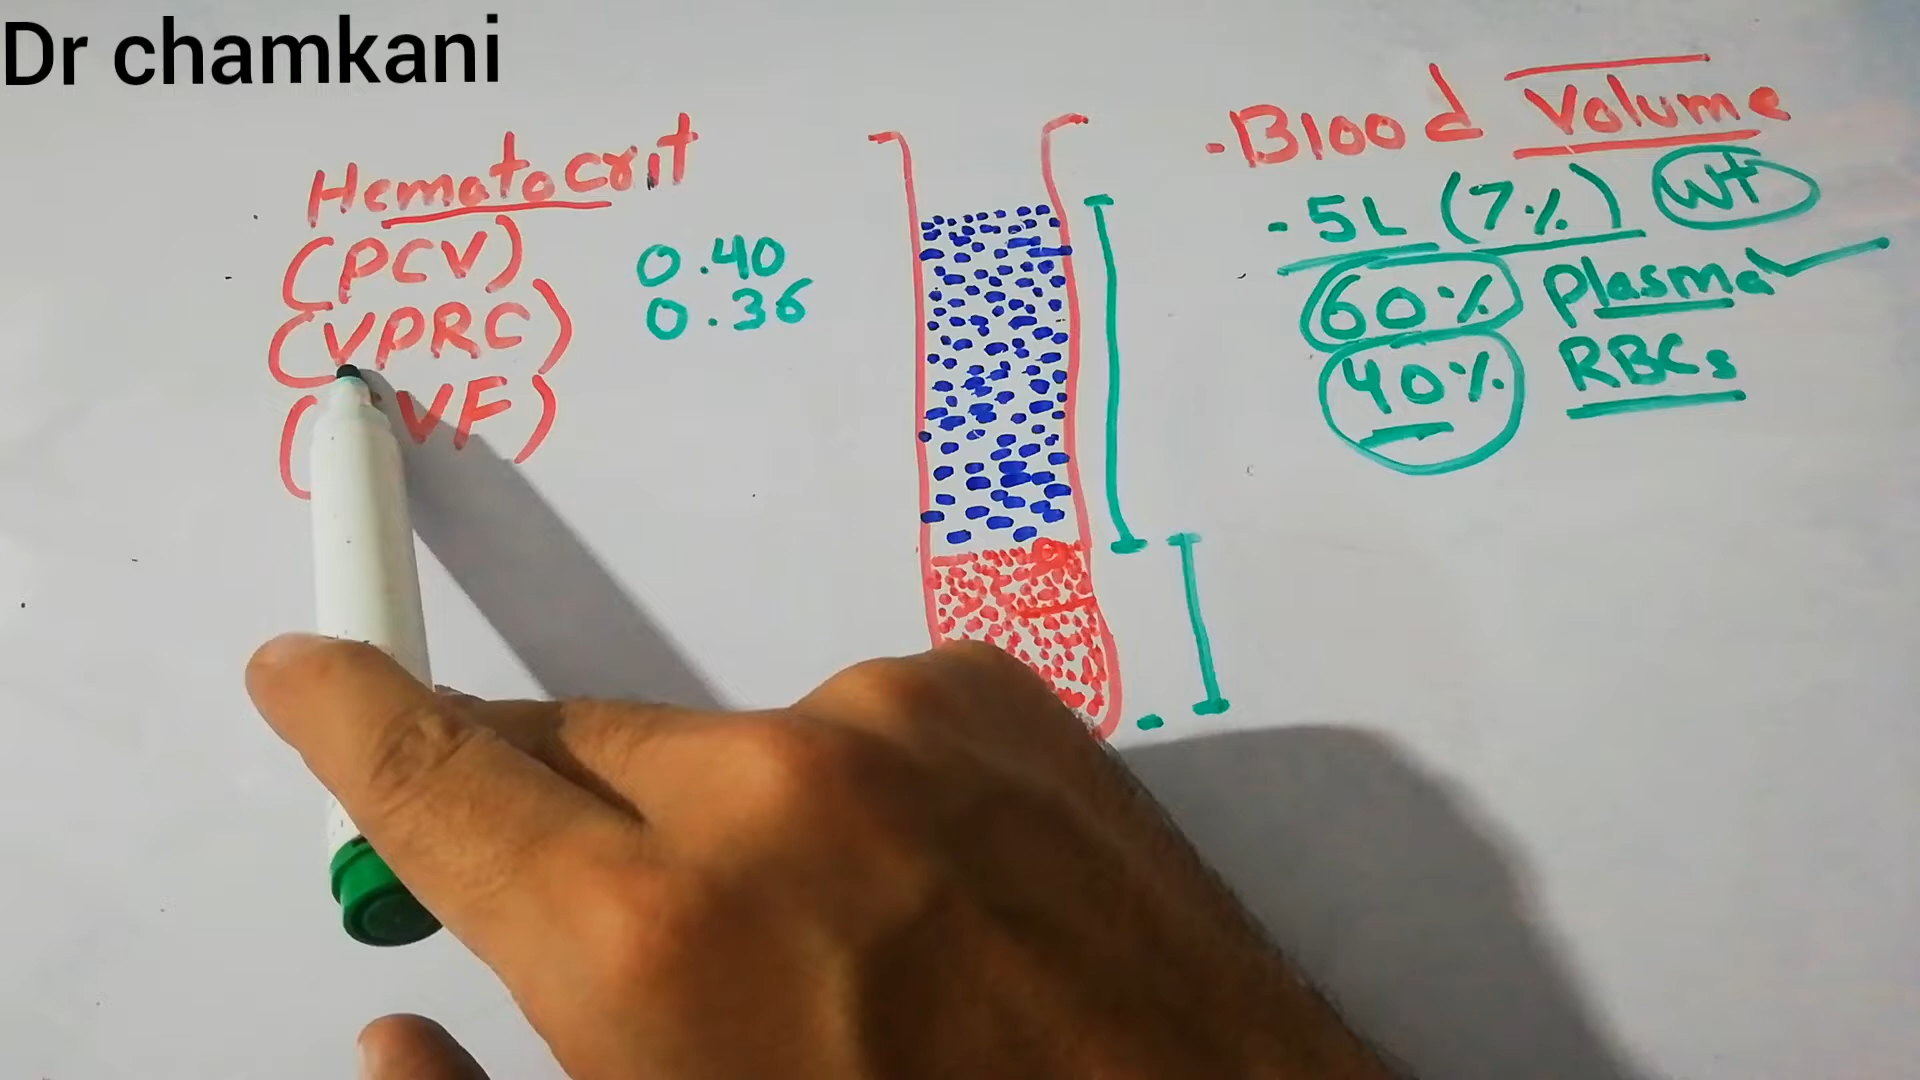 Dr chamkani
Hematocrit
(PCV)
(VPRC)
VF)
0.40
0.36
- Blood Volume
- 5L (7%) wt
60% Plasma
40% RBCs